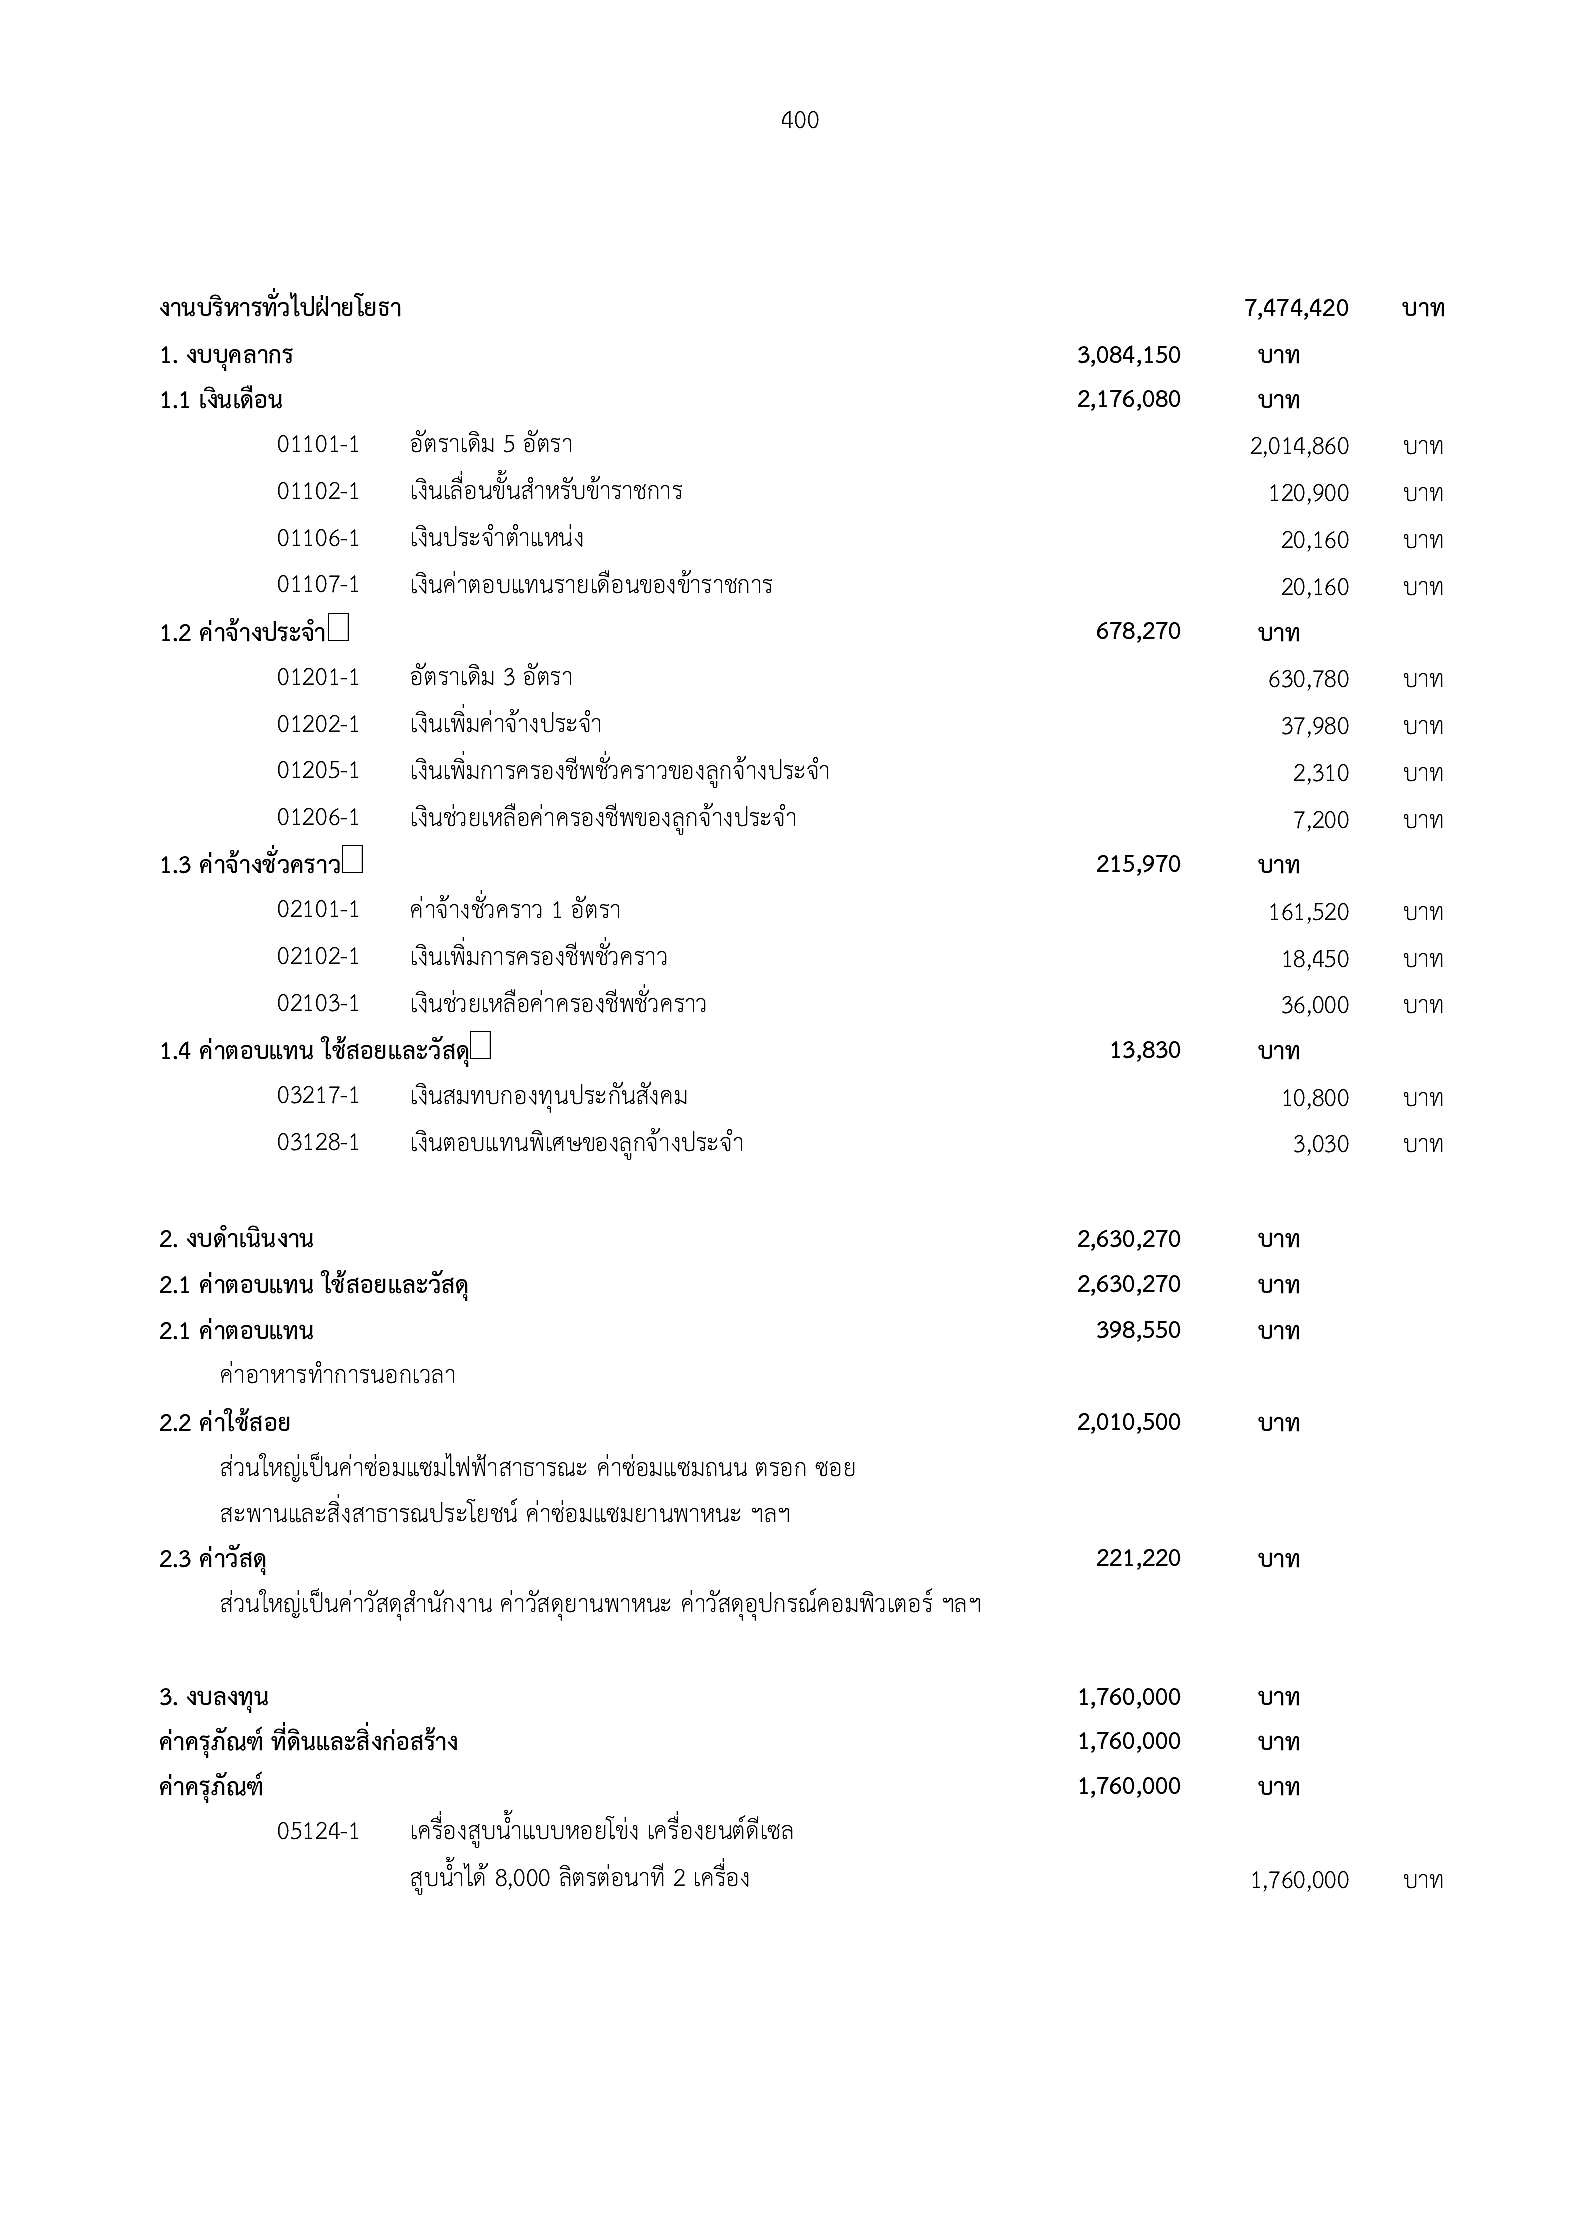 400
งานบริหารทั่วไปฝ่ายโยธา 7,474,420 บาท
1. งบบุคลากร 3,084,150 บาท
1.1 เงินเดือน 2,176,080 บาท
01101-1 อัตราเดิม 5 อัตรา 2,014,860 บาท
01102-1 เงินเลื่อนขั้นสำหรับข้าราชการ 120,900 บาท
01106-1 เงินประจำตำแหน่ง 20,160 บาท
01107-1 เงินค่าตอบแทนรายเดือนของข้าราชการ 20,160 บาท
1.2 ค่าจ้างประจำ 678,270 บาท
01201-1 อัตราเดิม 3 อัตรา 630,780 บาท
01202-1 เงินเพิ่มค่าจ้างประจำ 37,980 บาท
01205-1 เงินเพิ่มการครองชีพชั่วคราวของลูกจ้างประจำ 2,310 บาท
01206-1 เงินช่วยเหลือค่าครองชีพของลูกจ้างประจำ 7,200 บาท
1.3 ค่าจ้างชั่วคราว 215,970 บาท
02101-1 ค่าจ้างชั่วคราว 1 อัตรา 161,520 บาท
02102-1 เงินเพิ่มการครองชีพชั่วคราว 18,450 บาท
02103-1 เงินช่วยเหลือค่าครองชีพชั่วคราว 36,000 บาท
1.4 ค่าตอบแทน ใช้สอยและวัสดุ 13,830 บาท
03217-1 เงินสมทบกองทุนประกันสังคม 10,800 บาท
03128-1 เงินตอบแทนพิเศษของลูกจ้างประจำ 3,030 บาท
2. งบดำเนินงาน 2,630,270 บาท
2.1 ค่าตอบแทน ใช้สอยและวัสดุ 2,630,270 บาท
2.1 ค่าตอบแทน 398,550 บาท
ค่าอาหารทำการนอกเวลา
2.2 ค่าใช้สอย 2,010,500 บาท
ส่วนใหญ่เป็นค่าซ่อมแซมไฟฟ้าสาธารณะ ค่าซ่อมแซมถนน ตรอก ซอย
สะพานและสิ่งสาธารณประโยชน์ ค่าซ่อมแซมยานพาหนะ ฯลฯ
2.3 ค่าวัสดุ 221,220 บาท
ส่วนใหญ่เป็นค่าวัสดุสำนักงาน ค่าวัสดุยานพาหนะ ค่าวัสดุอุปกรณ์คอมพิวเตอร์ ฯลฯ
3. งบลงทุน 1,760,000 บาท
ค่าครุภัณฑ์ ที่ดินและสิ่งก่อสร้าง 1,760,000 บาท
ค่าครุภัณฑ์ 1,760,000 บาท
05124-1 เครื่องสูบน้ำแบบหอยโข่ง เครื่องยนต์ดีเซล
สูบน้ำได้ 8,000 ลิตรต่อนาที 2 เครื่อง 1,760,000 บาท